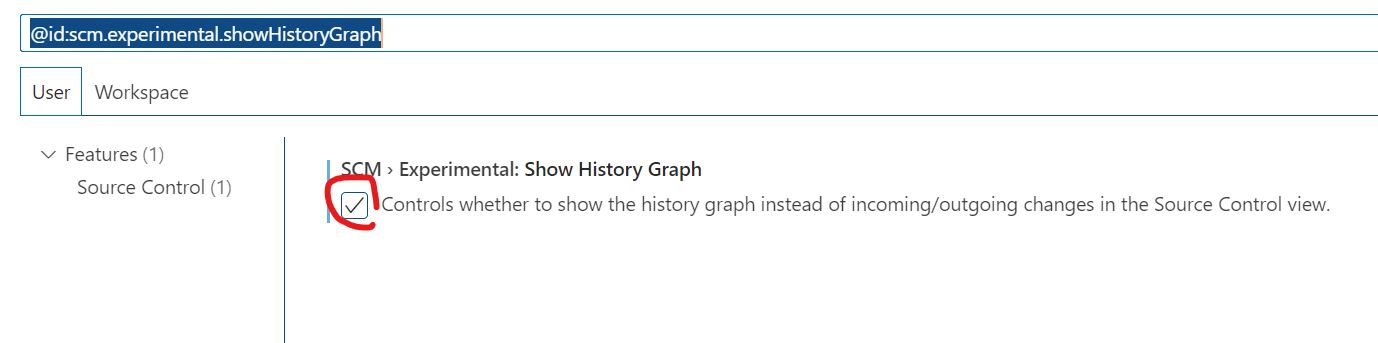 @id:scm.experimental.showHistoryGraph
User Workspace
Features (1)
Source Control (1)
SCM › Experimental: Show History Graph
Controls whether to show the history graph instead of incoming/outgoing changes in the Source Control view.